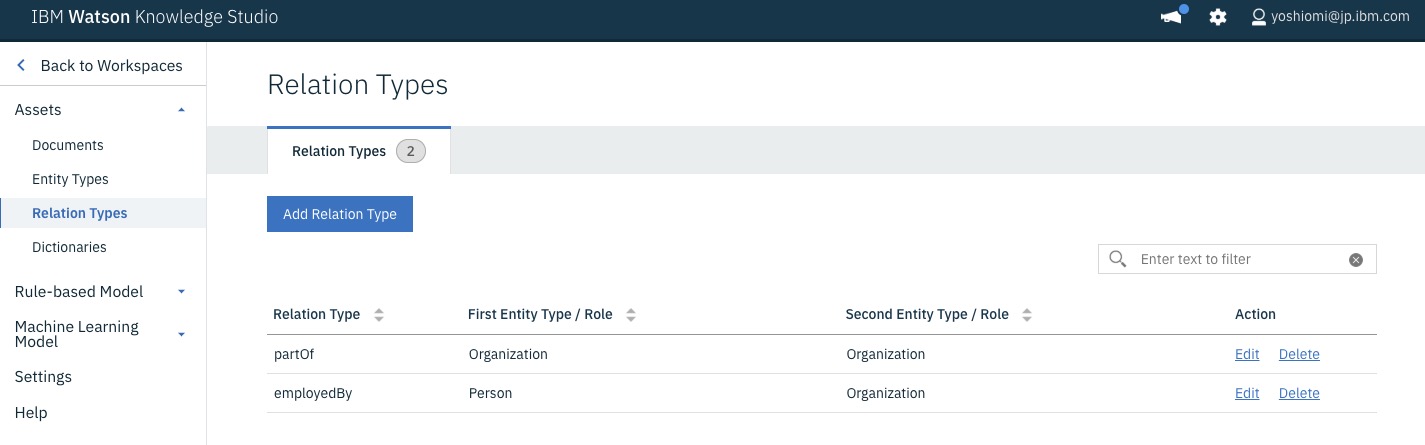 IBM Watson Knowledge Studio
yoshiomi@jp.ibm.com
Back to Workspaces
Assets
Documents
Entity Types
Relation Types
Dictionaries
Rule-based Model
Machine Learning
Model
Settings
Help
Relation Types
Relation Types 2
Add Relation Type
Enter text to filter
Relation Type First Entity Type / Role Second Entity Type / Role Action
partOf Organization Organization Edit Delete
employedBy Person Organization Edit Delete